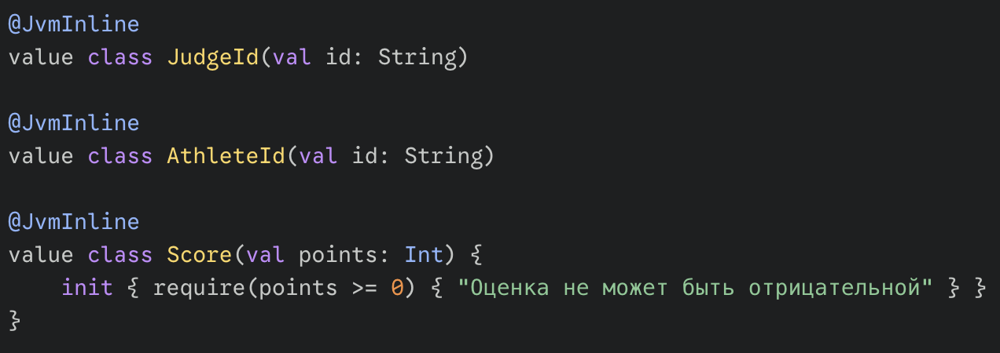 @JvmInline
value class JudgeId(val id: String)
@JvmInline
value class AthleteId(val id: String)
@JvmInline
value class Score(val points: Int) {
    init { require(points >= 0) { "Оценка не может быть отрицательной" } }
}